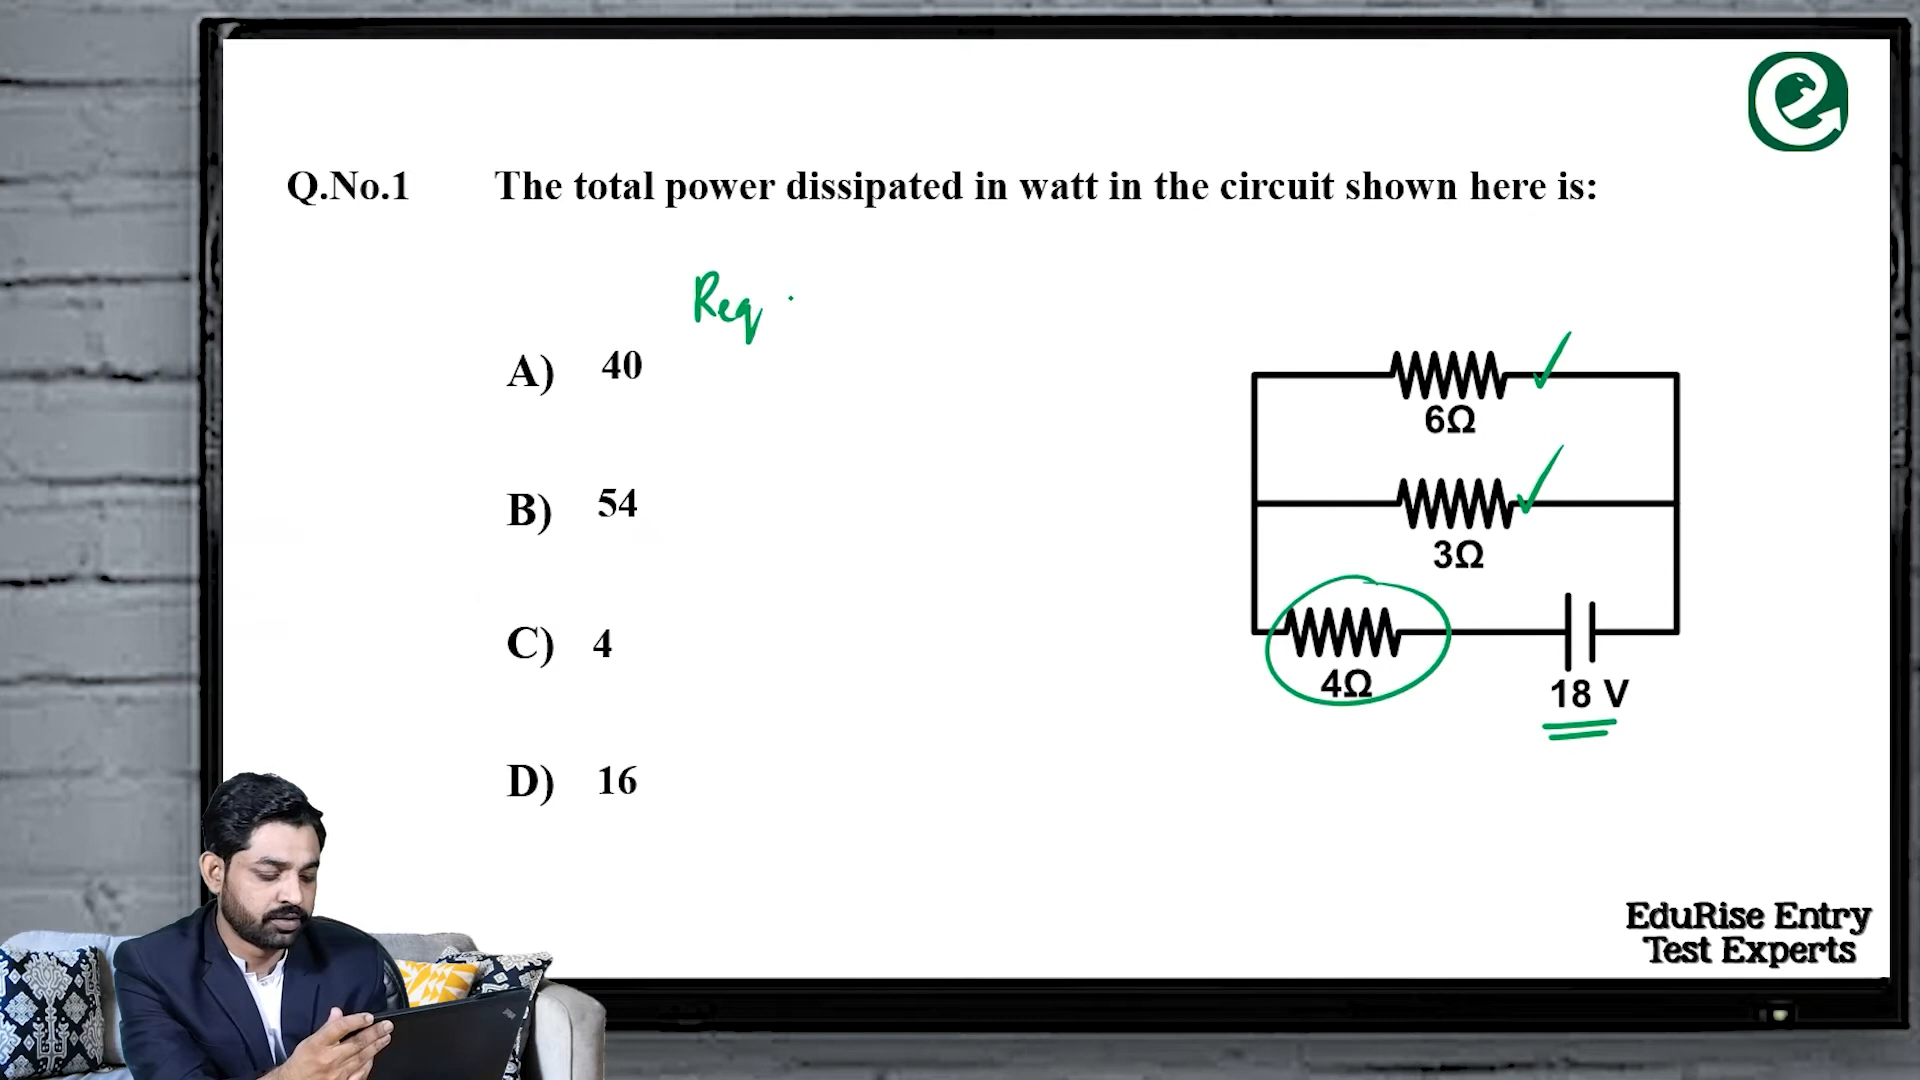 Q.No.1 The total power dissipated in watt in the circuit shown here is:
Req
A) 40
B) 54
C) 4
D) 16
6Ω
3Ω
4Ω
18 V
EduRise Entry
Test Experts